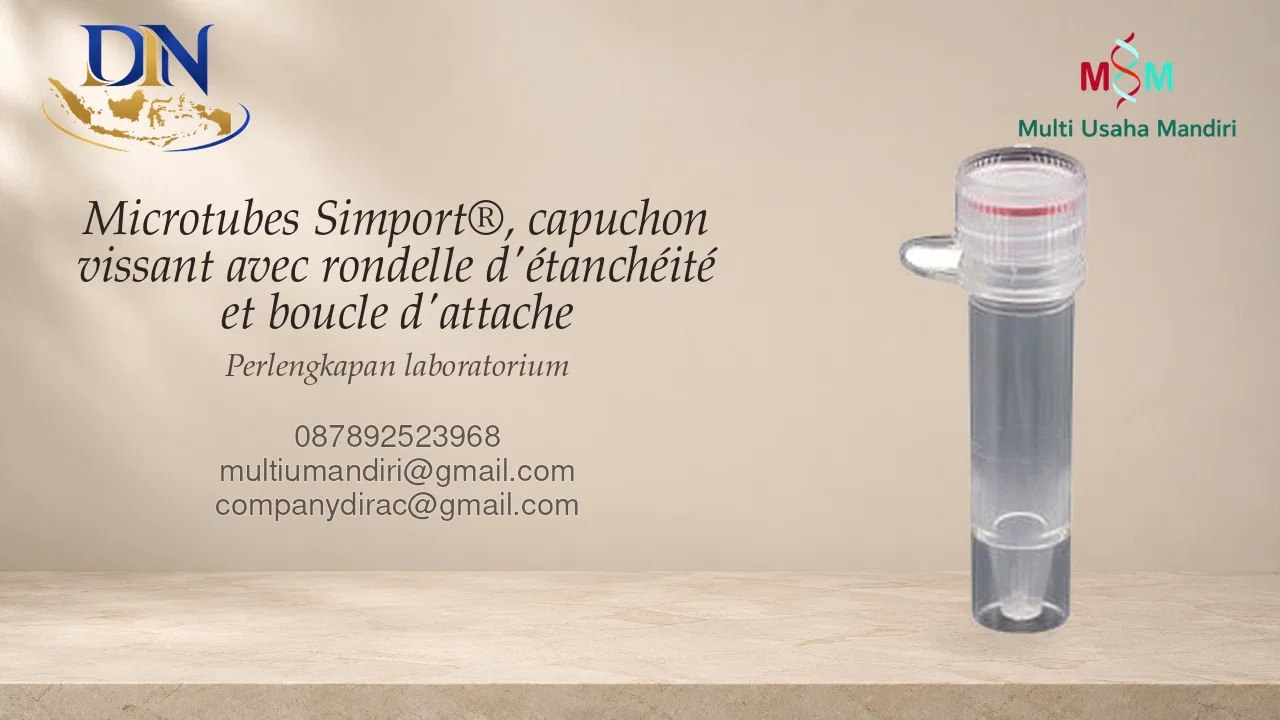 DIN
M M
Multi Usaha Mandiri
Microtubes Simport®, capuchon
vissant avec rondelle d'étanchéité
et boucle d'attache
Perlengkapan laboratorium
087892523968
multiumandiri@gmail.com
companydirac@gmail.com